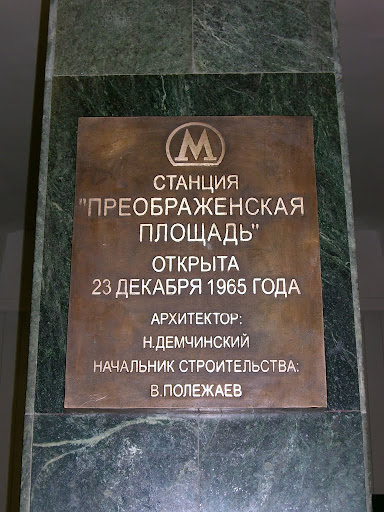 М
СТАНЦИЯ
"ПРЕОБРАЖЕНСКАЯ
ПЛОЩАДЬ"
ОТКРЫТА
23 ДЕКАБРЯ 1965 ГОДА
АРХИТЕКТОР:
Н.ДЕМЧИНСКИЙ
НАЧАЛЬНИК СТРОИТЕЛЬСТВА:
В.ПОЛЕЖАЕВ